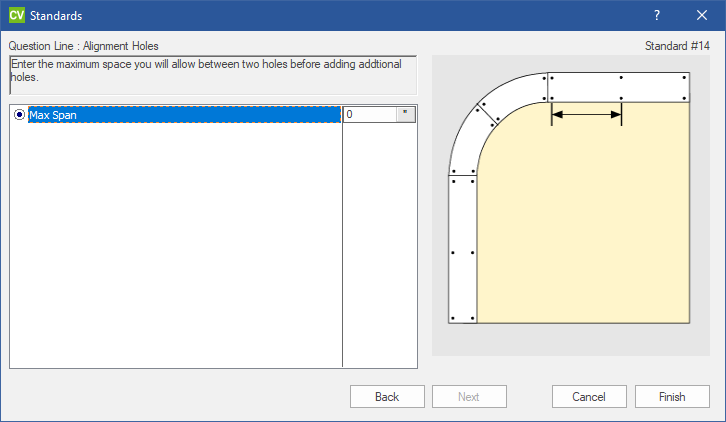 CV Standards ?
Question Line : Alignment Holes
Standard #14
Enter the maximum space you will allow between two holes before adding addtional
holes.
Max Span 0 "
Back Next Cancel Finish